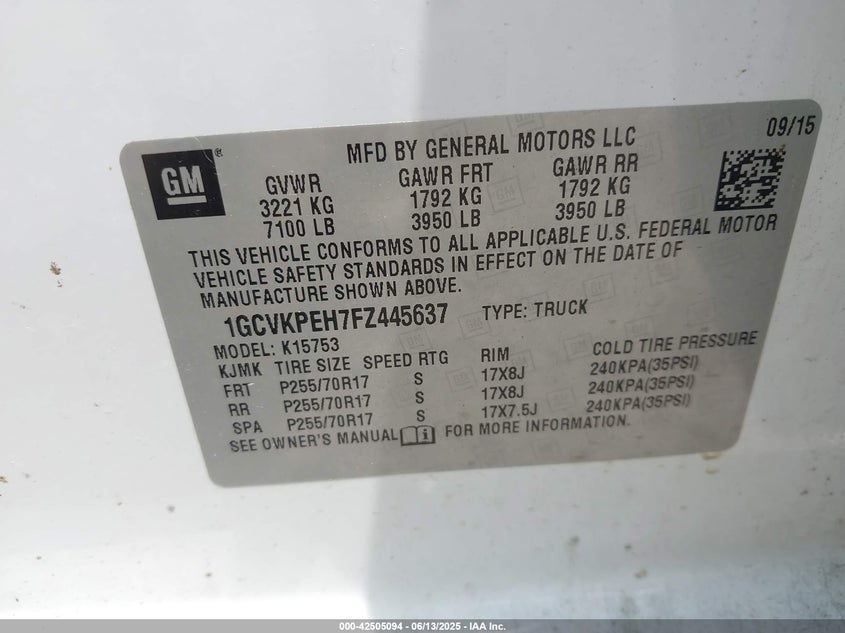 09/15
MFD BY GENERAL MOTORS LLC
GM®
GVWR GAWR FRT GAWR RR
3221 KG 1792 KG 1792 KG
7100 LB 3950 LB 3950 LB
THIS VEHICLE CONFORMS TO ALL APPLICABLE U.S. FEDERAL MOTOR
VEHICLE SAFETY STANDARDS IN EFFECT ON THE DATE OF
MANUFACTURE SHOWN ABOVE.
1GCVKPEH7FZ445637 TYPE: TRUCK
MODEL: K15753
KJMK TIRE SIZE SPEED RTG RIM COLD TIRE PRESSURE
FRT P255/70R17 S 17X8J 240KPA(35PSI)
RR P255/70R17 S 17X8J 240KPA(35PSI)
SPA P255/70R17 S 17X7.5J 240KPA(35PSI)
SEE OWNER'S MANUAL FOR MORE INFORMATION.
000-42505094 - 06/13/2025 - IAA Inc.